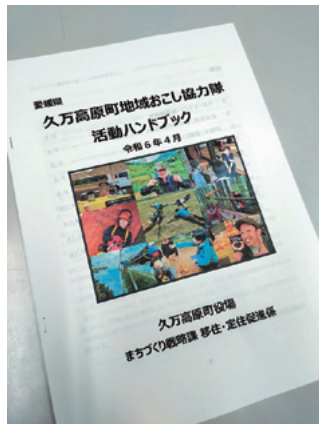 愛媛県
久万高原町地域おこし協力隊
活動ハンドブック
令和6年4月
久万高原町役場
まちづくり戦略課 移住・定住促進係